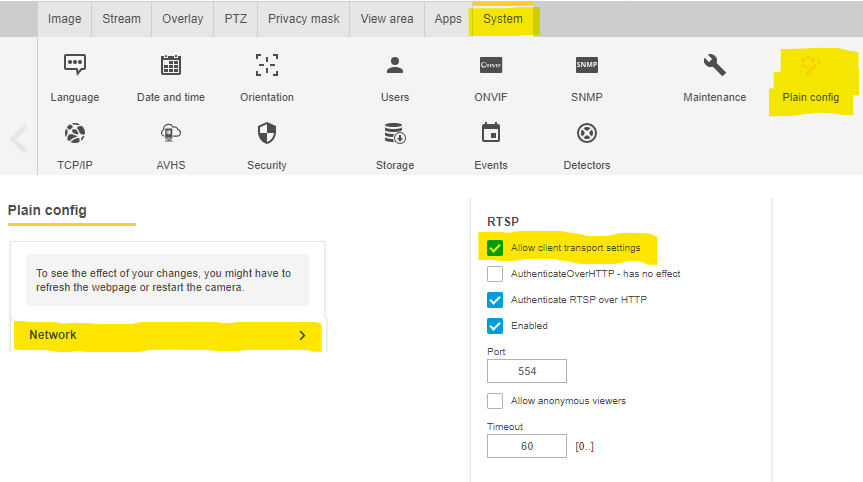 Image Stream Overlay PTZ Privacy mask View area Apps System
ONVIF SNMP
Language Date and time Orientation Users ONVIF SNMP Maintenance Plain config
TCP/IP AVHS Security Storage Events Detectors
Plain config
To see the effect of your changes, you might have to
refresh the webpage or restart the camera.
Network
RTSP
Allow client transport settings
AuthenticateOverHTTP - has no effect
Authenticate RTSP over HTTP
Enabled
Port
554
Allow anonymous viewers
Timeout
60 [0..]